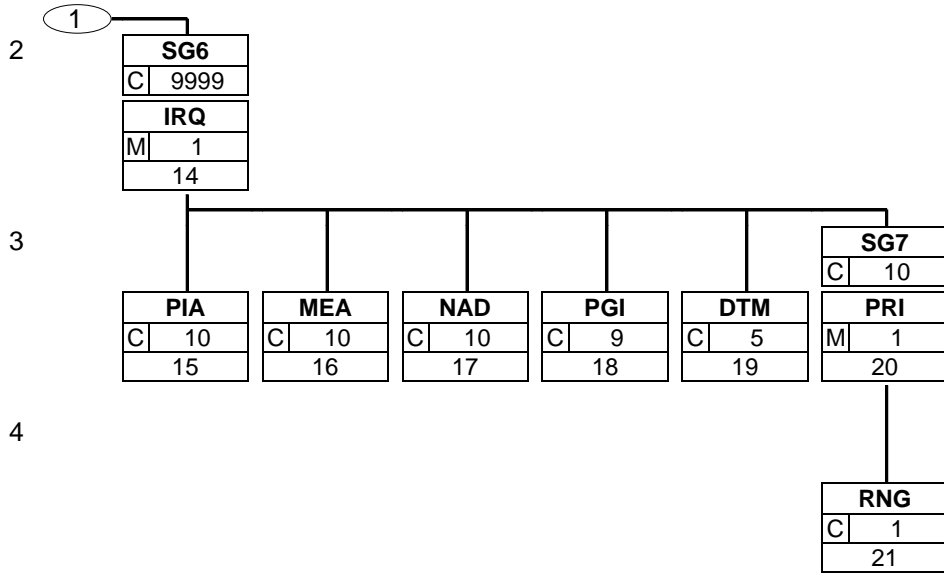 1
2
SG6
C 9999
IRQ
M 1
14
3
SG7
C 10
PIA MEA NAD PGI DTM PRI
C 10 C 10 C 10 C 9 C 5 M 1
15 16 17 18 19 20
4
RNG
C 1
21